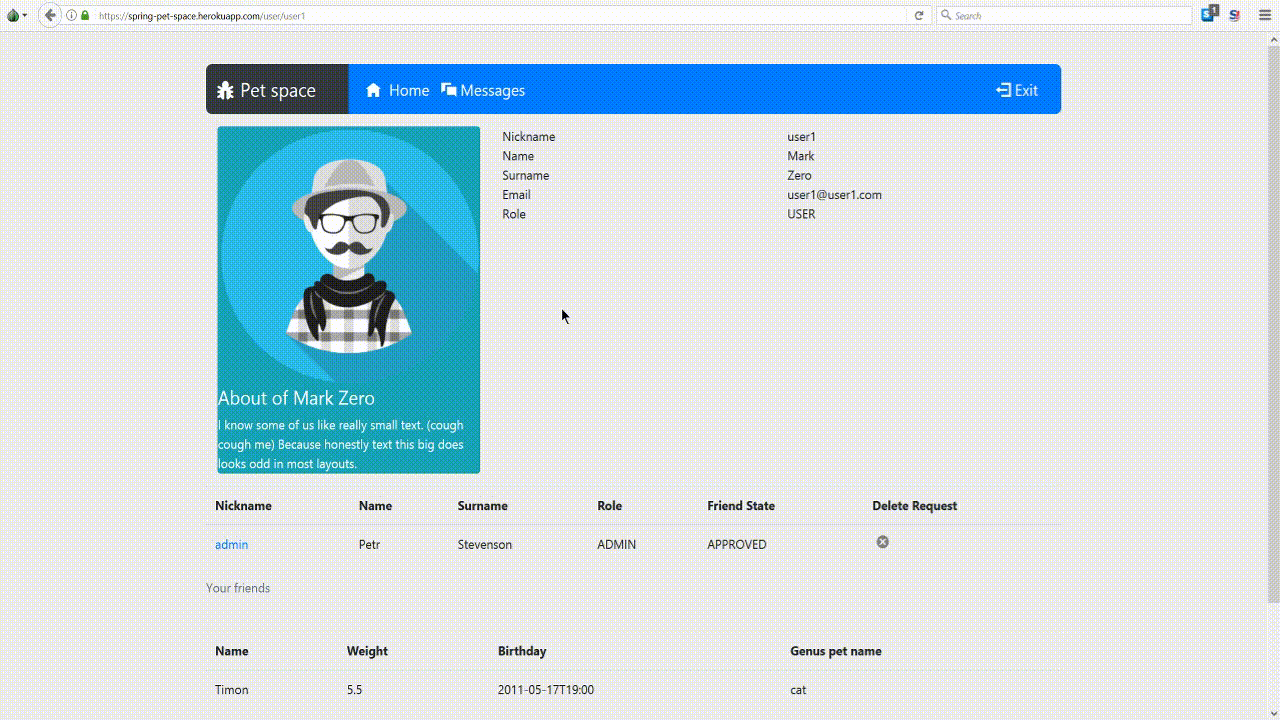 https://spring-pet-space.herokuapp.com/user/user1
Search
1
Pet space Home Messages Exit
Nickname user1
Name Mark
Surname Zero
Email user1@user1.com
Role USER
About of Mark Zero
I know some of us like really small text. (cough
cough me) Because honestly text this big does
looks odd in most layouts.
Nickname Name Surname Role Friend State Delete Request
admin Petr Stevenson ADMIN APPROVED
Your friends
Name Weight Birthday Genus pet name
Timon 5.5 2011-05-17T19:00 cat